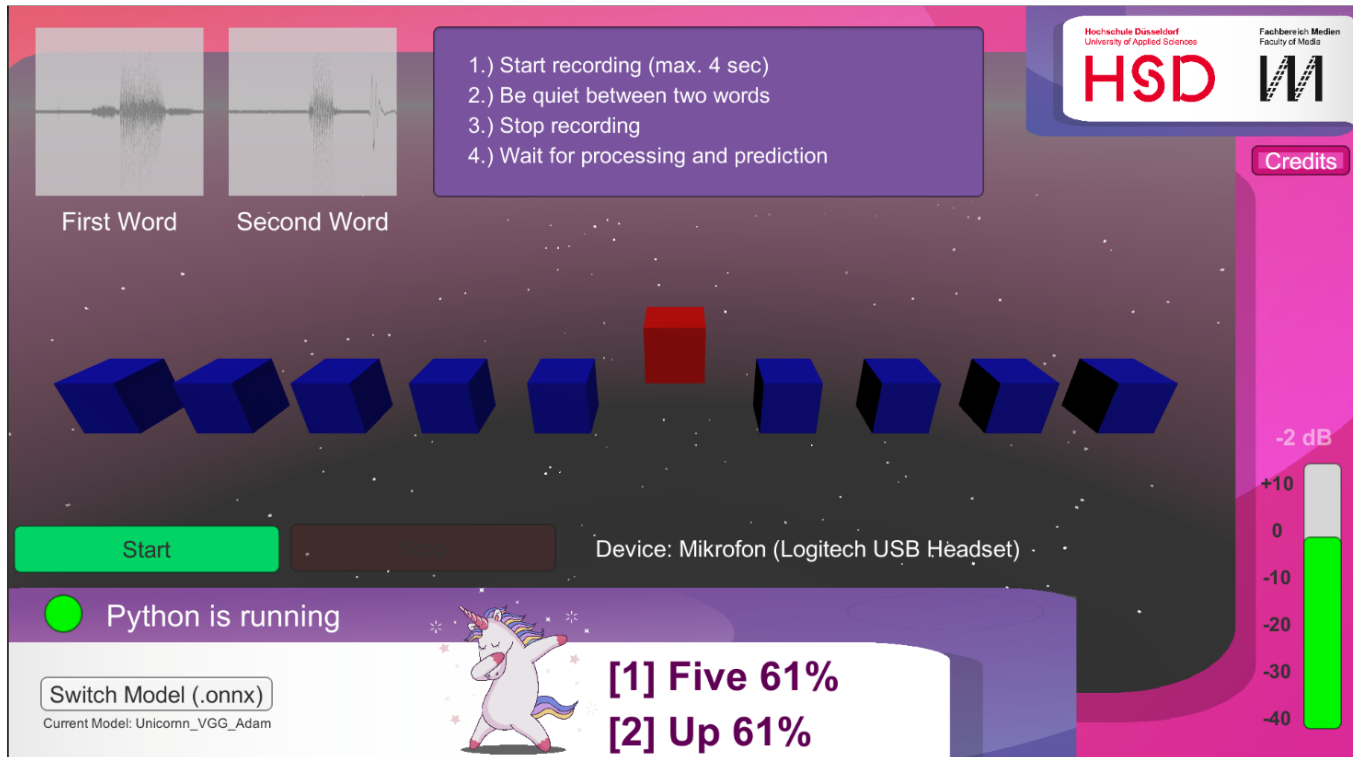 First Word
Second Word
1.) Start recording (max. 4 sec)
2.) Be quiet between two words
3.) Stop recording
4.) Wait for processing and prediction
Hochschule Düsseldorf
University of Applied Sciences
HSD
Fachbereich Medien
Faculty of Media
Credits
-2 dB
+10
0
-10
-20
-30
-40
Start
Device: Mikrofon (Logitech USB Headset)
Python is running
Switch Model (.onnx)
Current Model: Unicornn_VGG_Adam
[1] Five 61%
[2] Up 61%